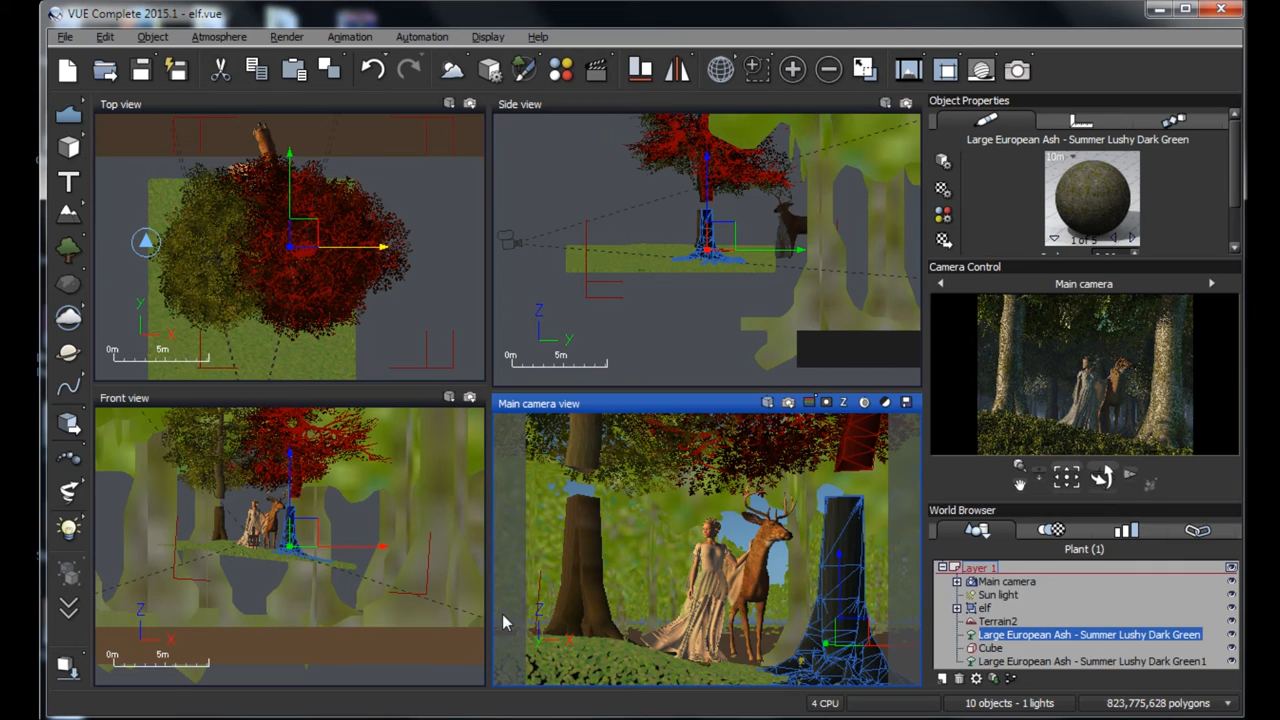 VUE Complete 2015.1 - elf.vue
File Edit Object Atmosphere Render Animation Automation Display Help
Top view
Side view
Object Properties
Large European Ash - Summer Lushy Dark Green
10m
1 of 5
Y
X
0m 5m
Z
Y
0m 5m
Camera Control
Main camera
Front view
Main camera view
Z
Z
X
0m 5m
Z
X
World Browser
Plant (1)
Layer 1
Main camera
Sun light
elf
Terrain2
Large European Ash - Summer Lushy Dark Green
Cube
Large European Ash - Summer Lushy Dark Green1
4 CPU
10 objects - 1 lights
823,775,628 polygons